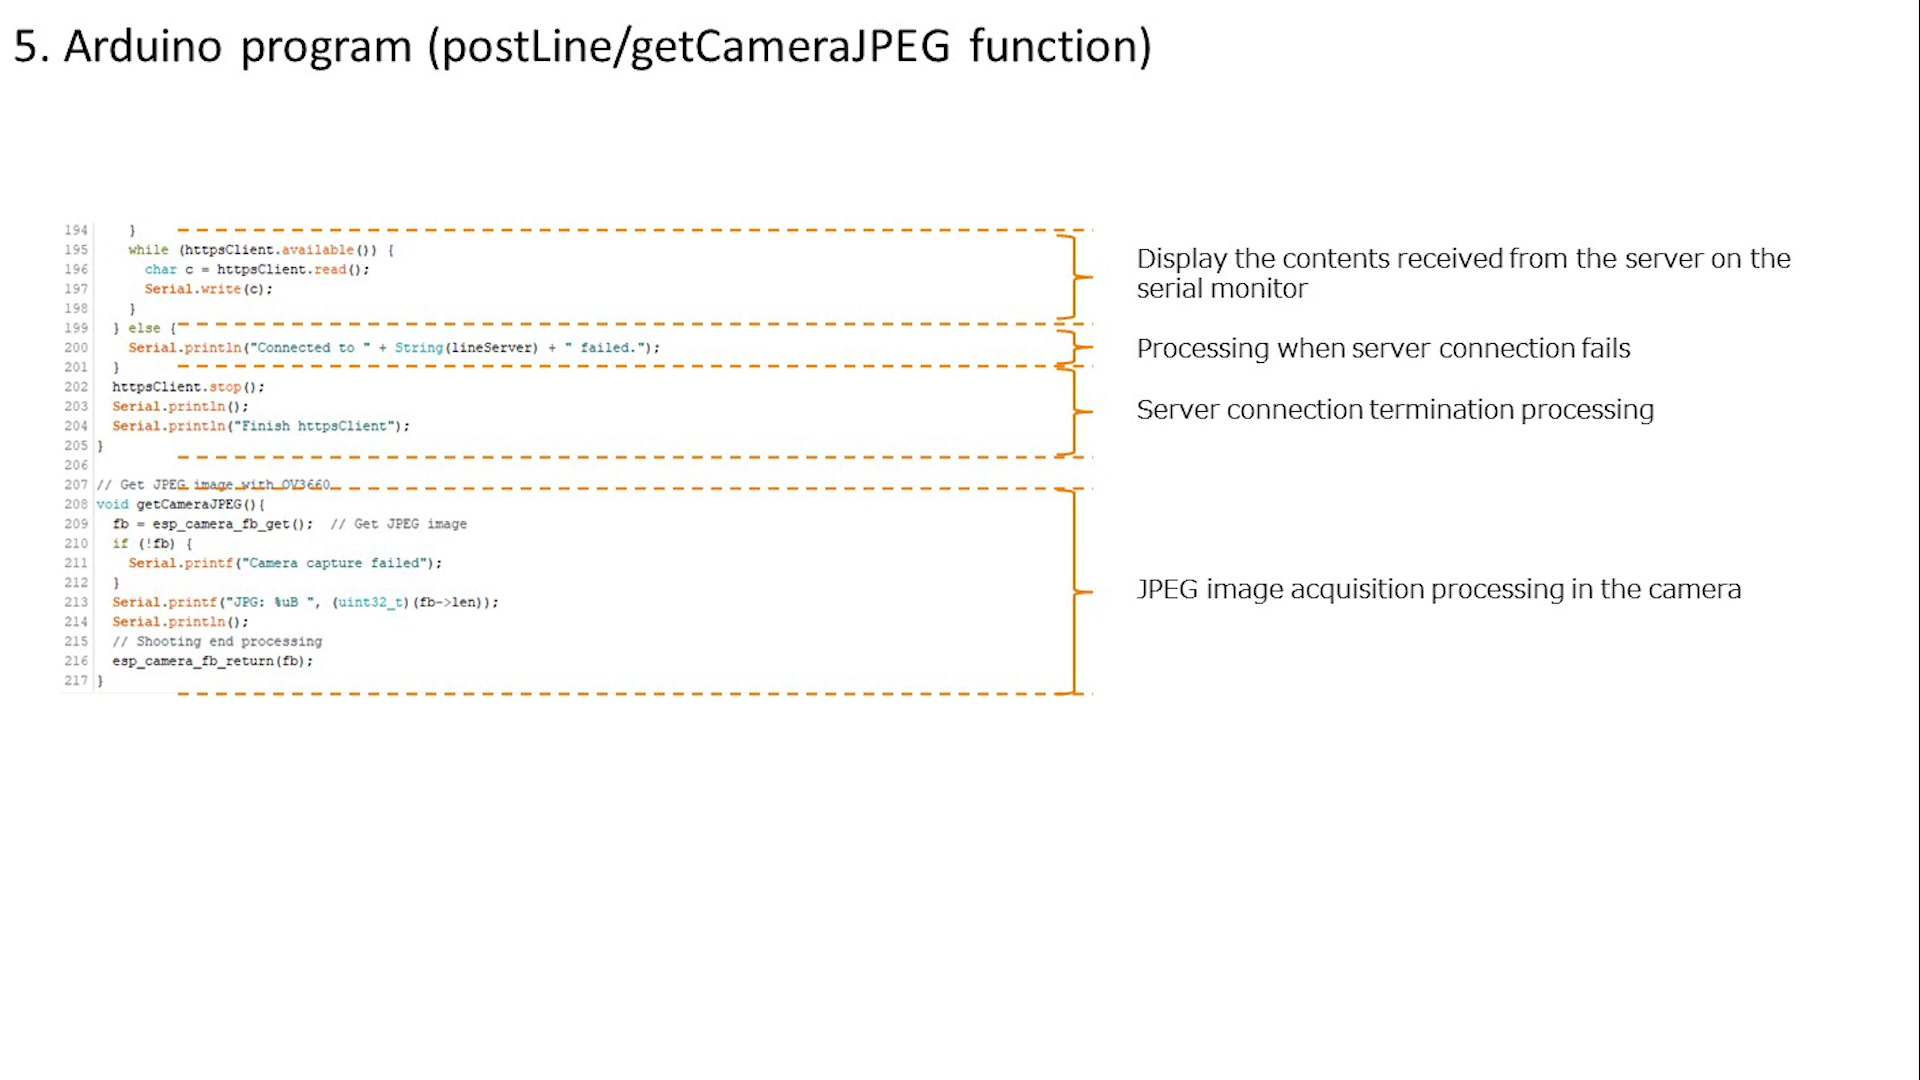 5. Arduino program (postLine/getCameraJPEG function)
194 }
195 while (httpsClient.available()) {
196 char c = httpsClient.read();
197 Serial.write(c);
198 }
199 } else {
200 Serial.println("Connected to " + String(lineServer) + " failed.");
201 }
202 httpsClient.stop();
203 Serial.println();
204 Serial.println("Finish httpsClient");
205 }
206
207 // Get JPEG image with OV3660
208 void getCameraJPEG(){
209 fb = esp_camera_fb_get(); // Get JPEG image
210 if (!fb) {
211 Serial.printf("Camera capture failed");
212 }
213 Serial.printf("JPG: %uB ", (uint32_t)(fb->len));
214 Serial.println();
215 // Shooting end processing
216 esp_camera_fb_return(fb);
217 }
Display the contents received from the server on the
serial monitor
Processing when server connection fails
Server connection termination processing
JPEG image acquisition processing in the camera